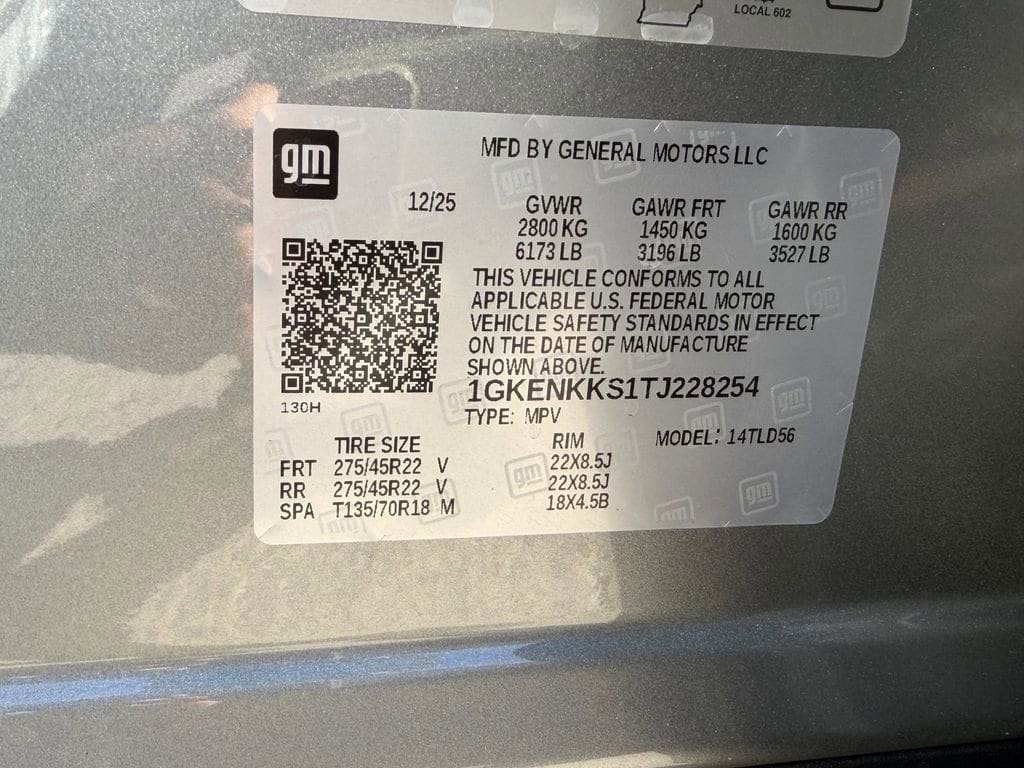 LOCAL 602
gm
MFD BY GENERAL MOTORS LLC
12/25
GVWR GAWR FRT GAWR RR
2800 KG 1450 KG 1600 KG
6173 LB 3196 LB 3527 LB
THIS VEHICLE CONFORMS TO ALL
APPLICABLE U.S. FEDERAL MOTOR
VEHICLE SAFETY STANDARDS IN EFFECT
ON THE DATE OF MANUFACTURE
SHOWN ABOVE.
1GKENKKS1TJ228254
130H
TYPE: MPV
MODEL: 14TLD56
TIRE SIZE RIM
FRT 275/45R22 V 22X8.5J
RR 275/45R22 V 22X8.5J
SPA T135/70R18 M 18X4.5B